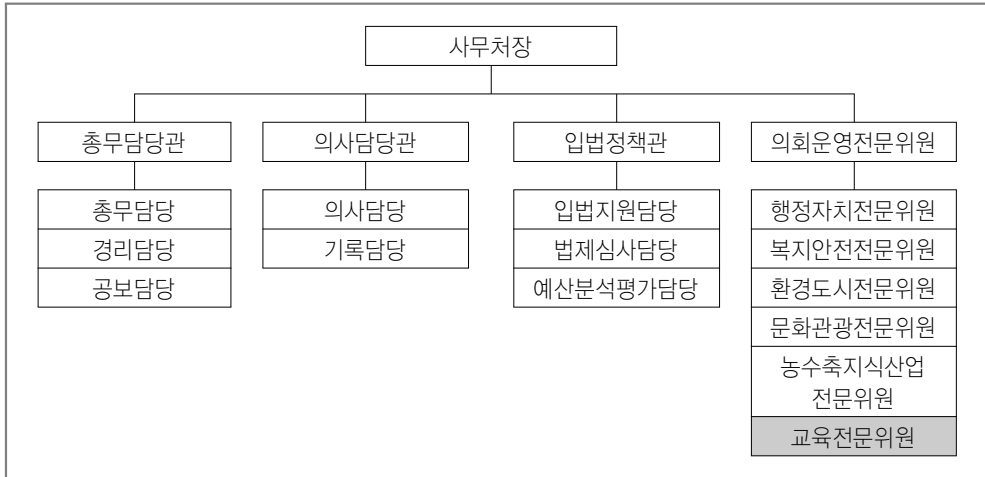 사무처장
총무담당관
의사담당관
입법정책관
의회운영전문위원
총무담당
경리담당
공보담당
의사담당
기록담당
입법지원담당
법제심사담당
예산분석평가담당
행정자치전문위원
복지안전전문위원
환경도시전문위원
문화관광전문위원
농수축지식산업
전문위원
교육전문위원